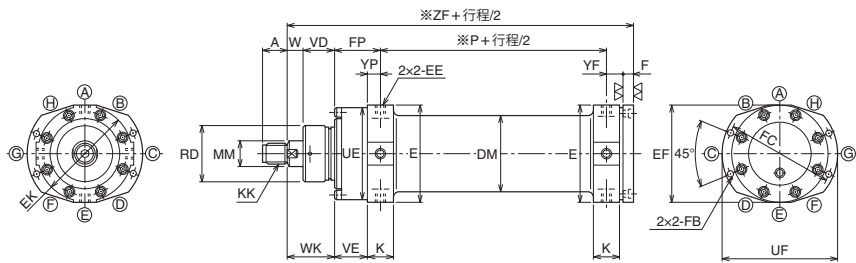 ※ZF+行程/2
A
W
VD
FP
※P+行程/2
YP
2×2-EE
YF
F
A
H
B
G
C
EK
F
D
E
RD
MM
KK
UE
E
DM
E
WK
VE
K
K
A
B
H
EF
45°
C
FC
G
D
F
E
2×2-FB
UF